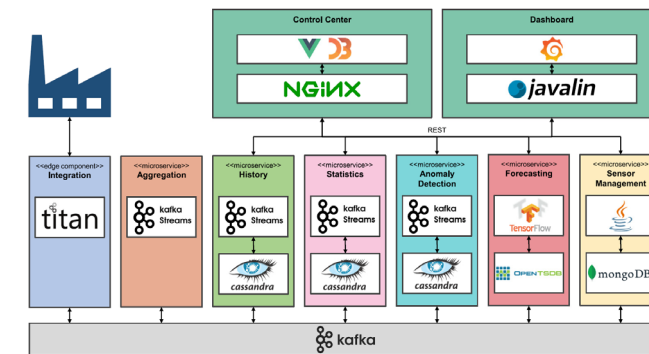 Control Center
Dashboard
D3
NGINX
javalin
REST
<<edge component>>
Integration
<<microservice>>
Aggregation
<<microservice>>
History
<<microservice>>
Statistics
<<microservice>>
Anomaly
Detection
<<microservice>>
Forecasting
<<microservice>>
Sensor
Management
titan
kafka
Streams
kafka
Streams
kafka
Streams
kafka
Streams
TensorFlow
Java
cassandra
cassandra
cassandra
OPENTSDB
mongoDB
kafka